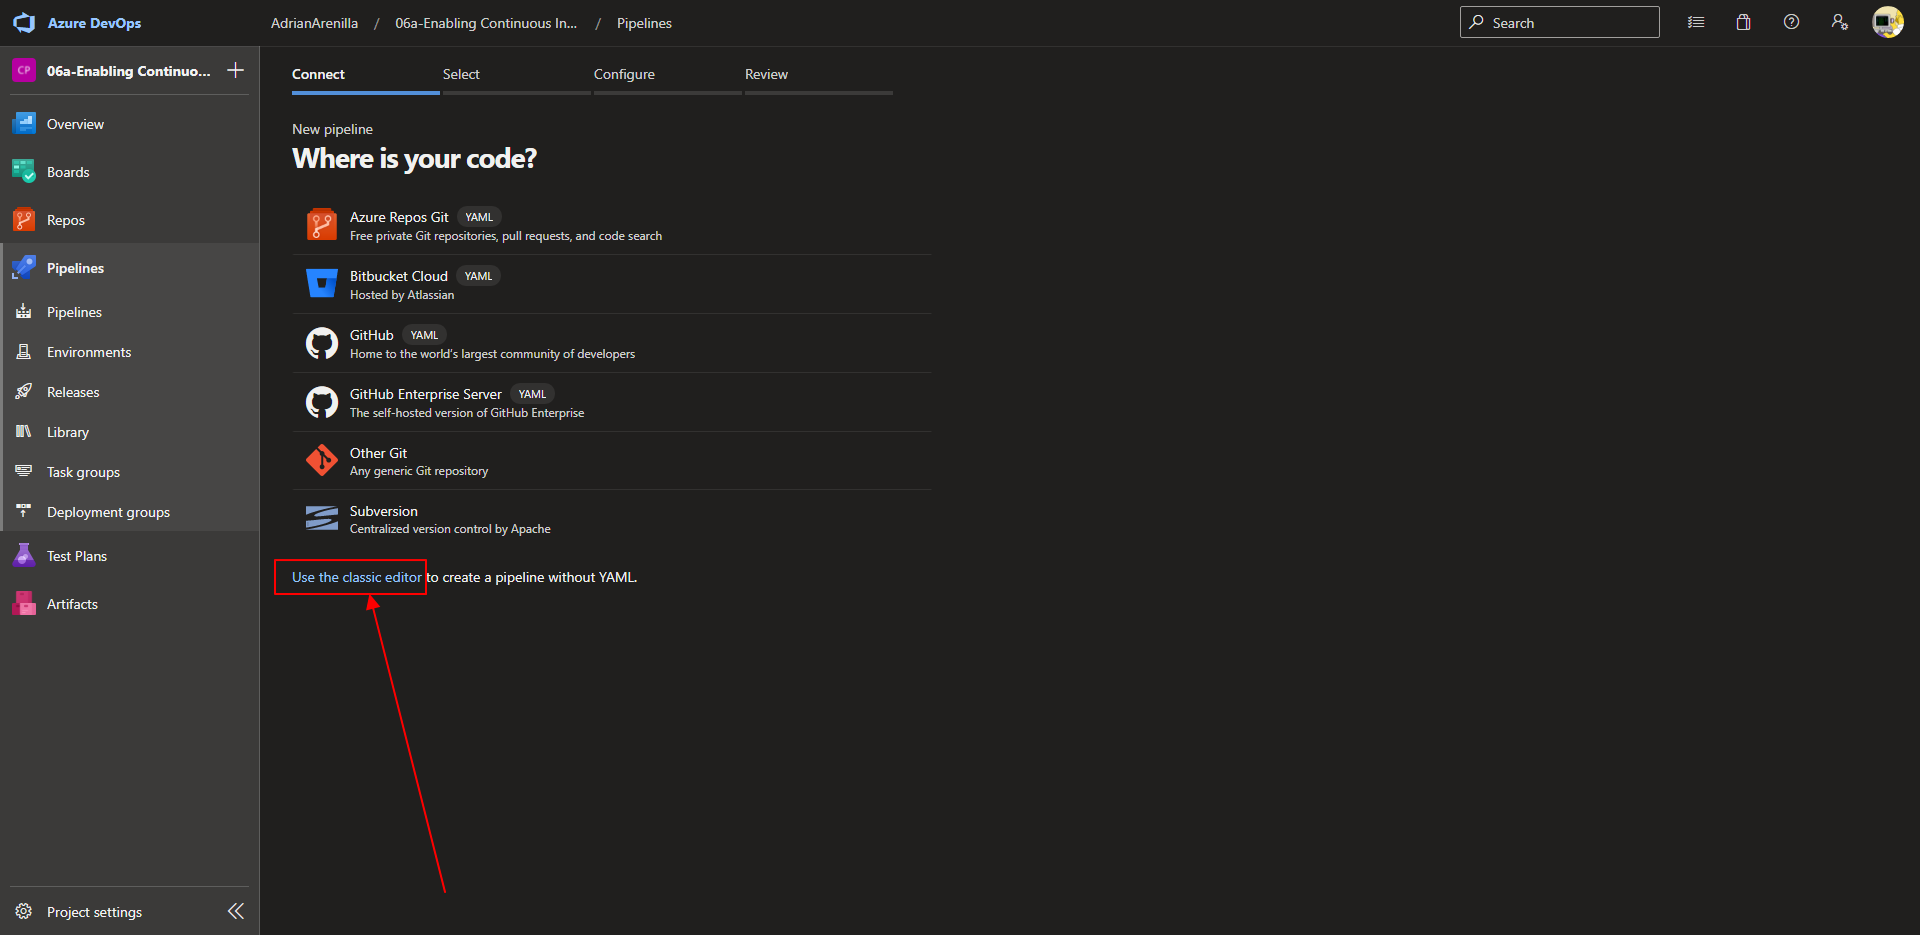 Azure DevOps
AdrianArenilla / 06a-Enabling Continuous In... / Pipelines
Search
CP
06a-Enabling Continuo...
Overview
Boards
Repos
Pipelines
Pipelines
Environments
Releases
Library
Task groups
Deployment groups
Test Plans
Artifacts
Project settings
Connect
Select
Configure
Review
New pipeline
Where is your code?
Azure Repos Git YAML
Free private Git repositories, pull requests, and code search
Bitbucket Cloud YAML
Hosted by Atlassian
GitHub YAML
Home to the world's largest community of developers
GitHub Enterprise Server YAML
The self-hosted version of GitHub Enterprise
Other Git
Any generic Git repository
Subversion
Centralized version control by Apache
Use the classic editor to create a pipeline without YAML.